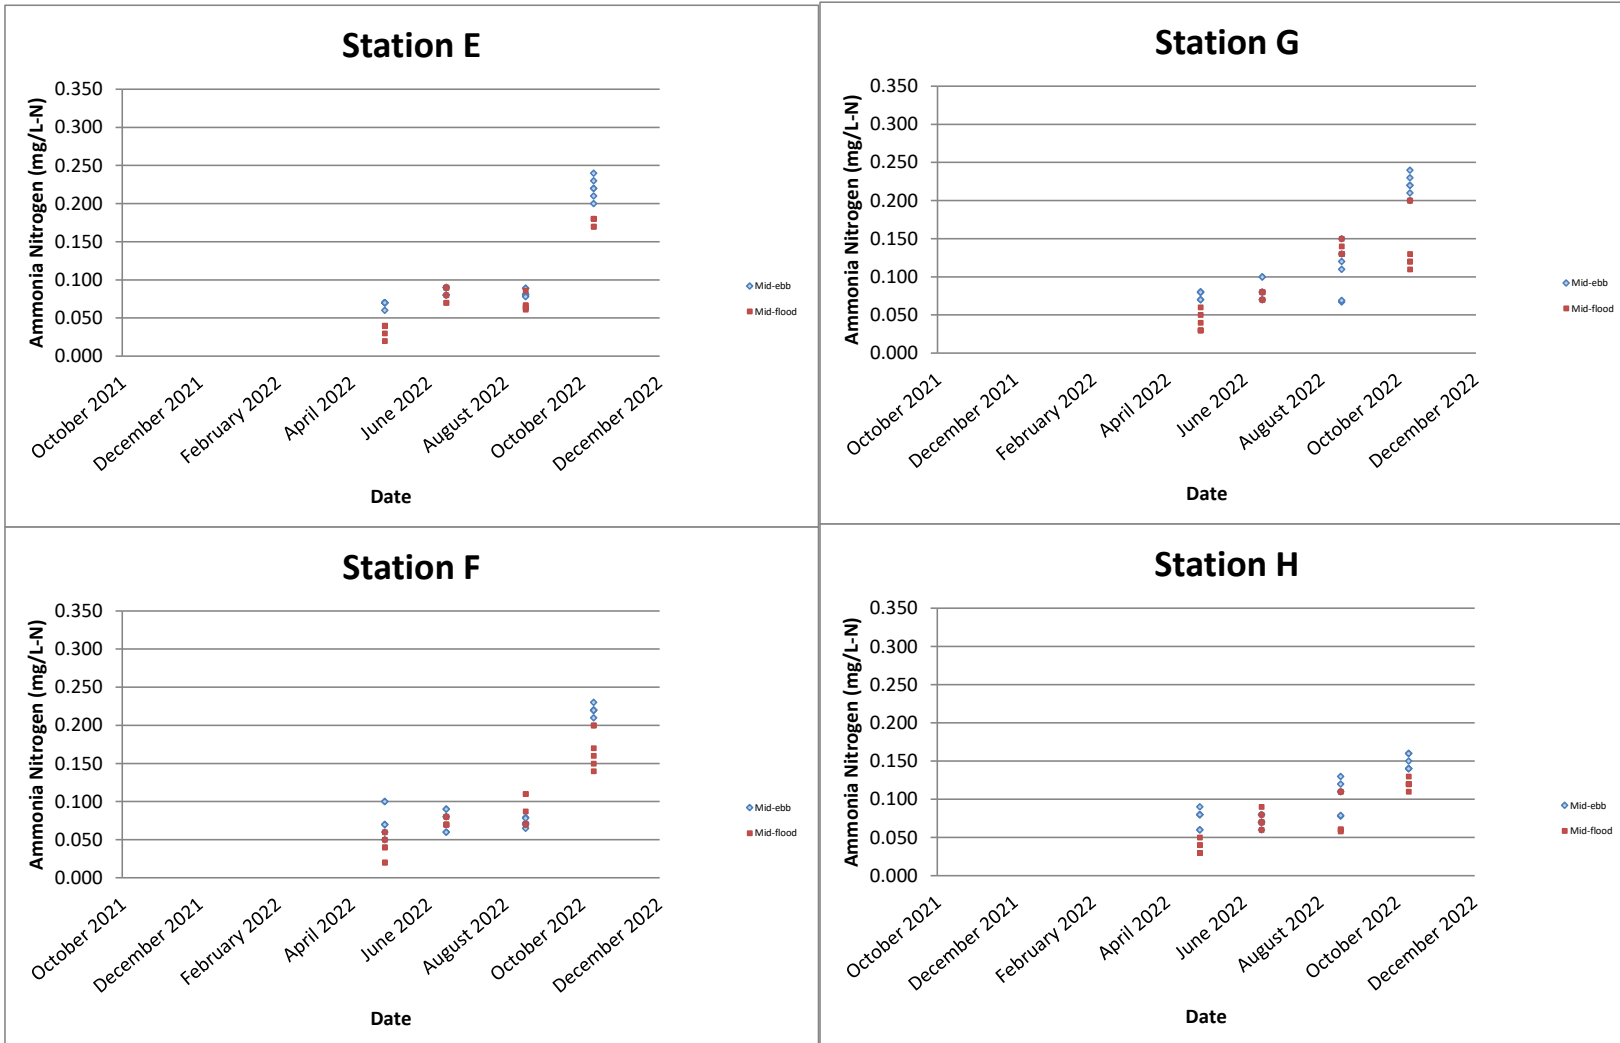 Station E
Ammonia Nitrogen (mg/L-N)
0.350
0.300
0.250
0.200
0.150
0.100
0.050
0.000
October 2021
December 2021
February 2022
April 2022
June 2022
August 2022
October 2022
December 2022
Date
Mid-ebb
Mid-flood
Station G
Ammonia Nitrogen (mg/L-N)
0.350
0.300
0.250
0.200
0.150
0.100
0.050
0.000
October 2021
December 2021
February 2022
April 2022
June 2022
August 2022
October 2022
December 2022
Date
Mid-ebb
Mid-flood
Station F
Ammonia Nitrogen (mg/L-N)
0.350
0.300
0.250
0.200
0.150
0.100
0.050
0.000
October 2021
December 2021
February 2022
April 2022
June 2022
August 2022
October 2022
December 2022
Date
Mid-ebb
Mid-flood
Station H
Ammonia Nitrogen (mg/L-N)
0.350
0.300
0.250
0.200
0.150
0.100
0.050
0.000
October 2021
December 2021
February 2022
April 2022
June 2022
August 2022
October 2022
December 2022
Date
Mid-ebb
Mid-flood